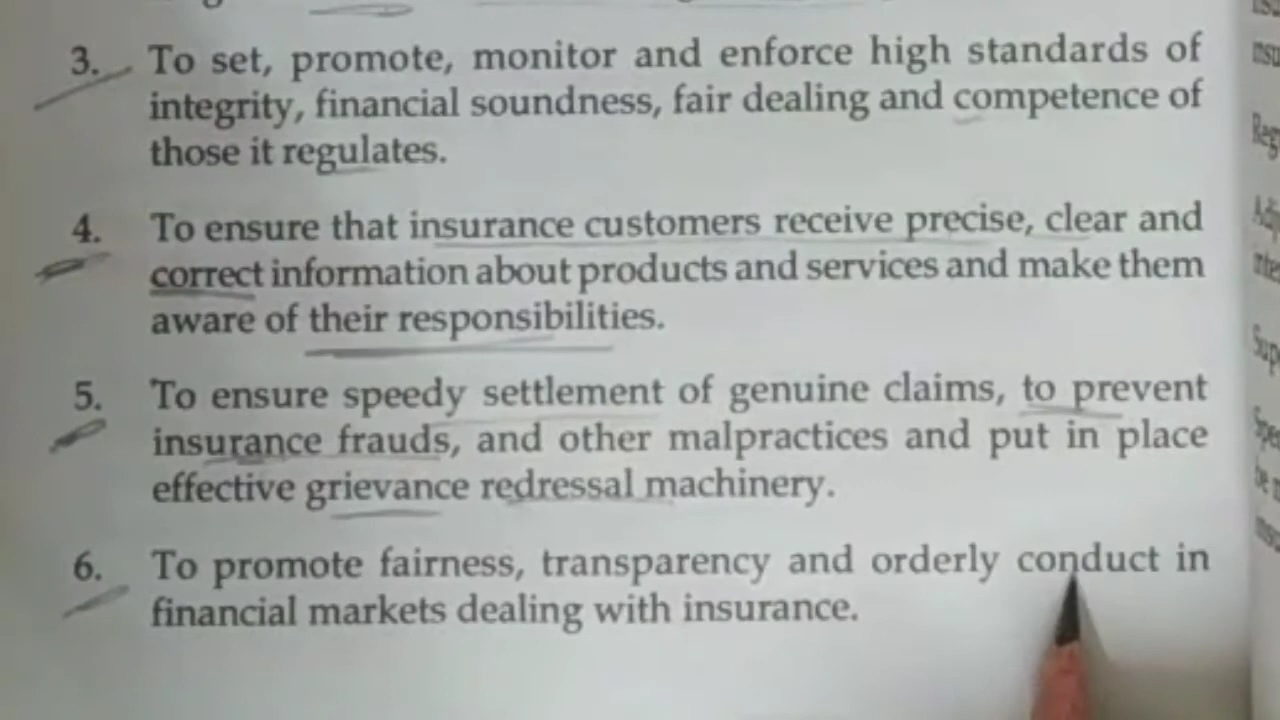 3. To set, promote, monitor and enforce high standards of
integrity, financial soundness, fair dealing and competence of
those it regulates.
4. To ensure that insurance customers receive precise, clear and
correct information about products and services and make them
aware of their responsibilities.
5. To ensure speedy settlement of genuine claims, to prevent
insurance frauds, and other malpractices and put in place
effective grievance redressal machinery.
6. To promote fairness, transparency and orderly conduct in
financial markets dealing with insurance.